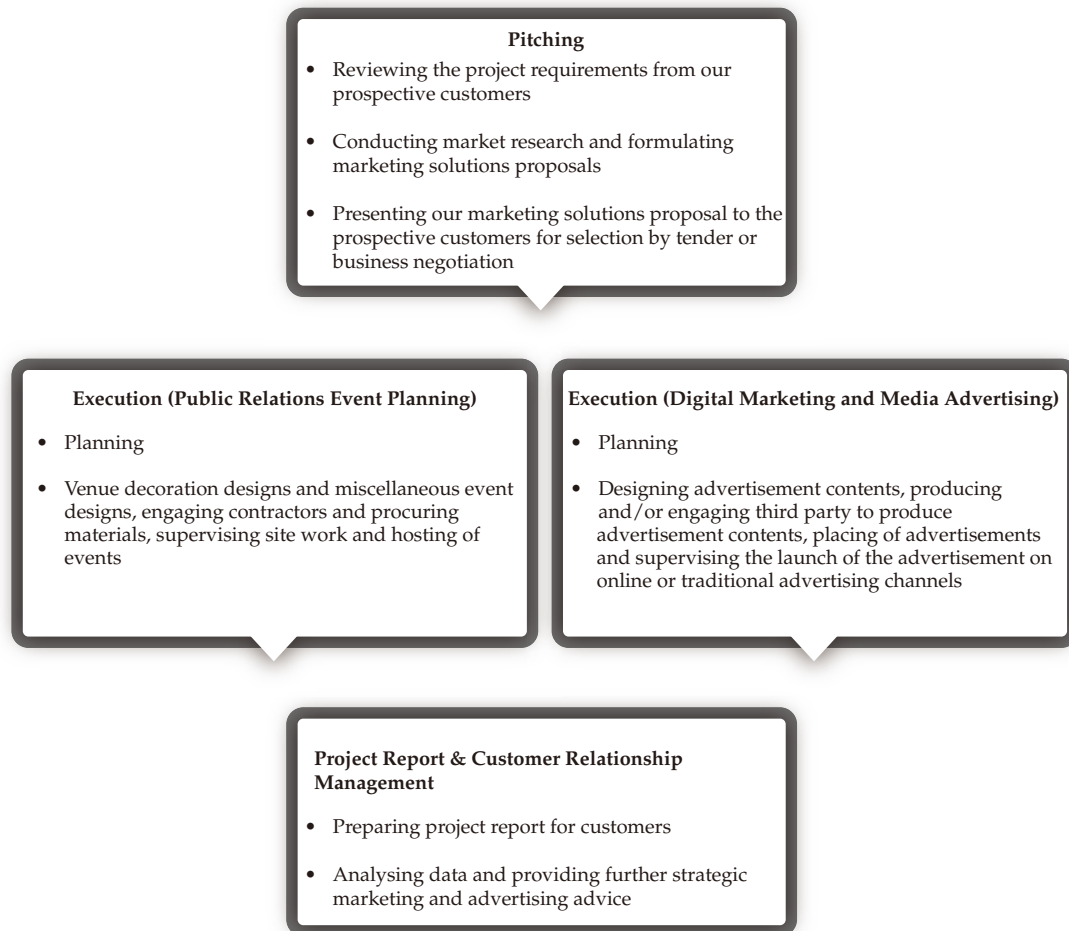 Pitching
• Reviewing the project requirements from our
prospective customers
• Conducting market research and formulating
marketing solutions proposals
• Presenting our marketing solutions proposal to the
prospective customers for selection by tender or
business negotiation
Execution (Public Relations Event Planning)
• Planning
• Venue decoration designs and miscellaneous event
designs, engaging contractors and procuring
materials, supervising site work and hosting of
events
Execution (Digital Marketing and Media Advertising)
• Planning
• Designing advertisement contents, producing
and/or engaging third party to produce
advertisement contents, placing of advertisements
and supervising the launch of the advertisement on
online or traditional advertising channels
Project Report & Customer Relationship
Management
• Preparing project report for customers
• Analysing data and providing further strategic
marketing and advertising advice